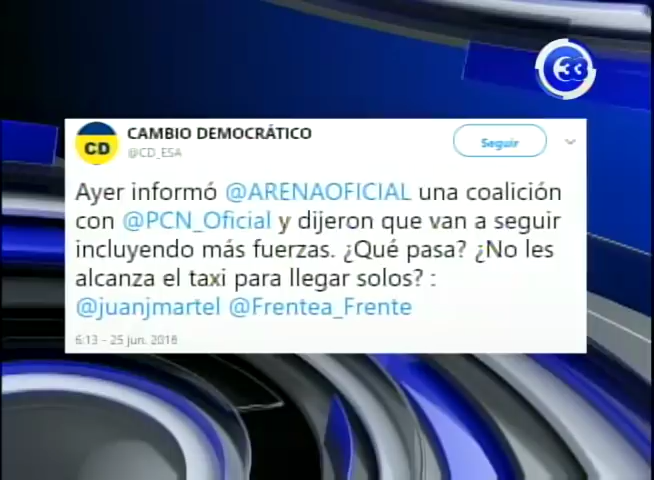 33
CD
CAMBIO DEMOCRÁTICO
@CD_ESA
Seguir
Ayer informó @ARENAOFICIAL una coalición
con @PCN_Oficial y dijeron que van a seguir
incluyendo más fuerzas. ¿Qué pasa? ¿No les
alcanza el taxi para llegar solos? :
@juanjmartel @Frentea_Frente
6:13 - 25 jun. 2018